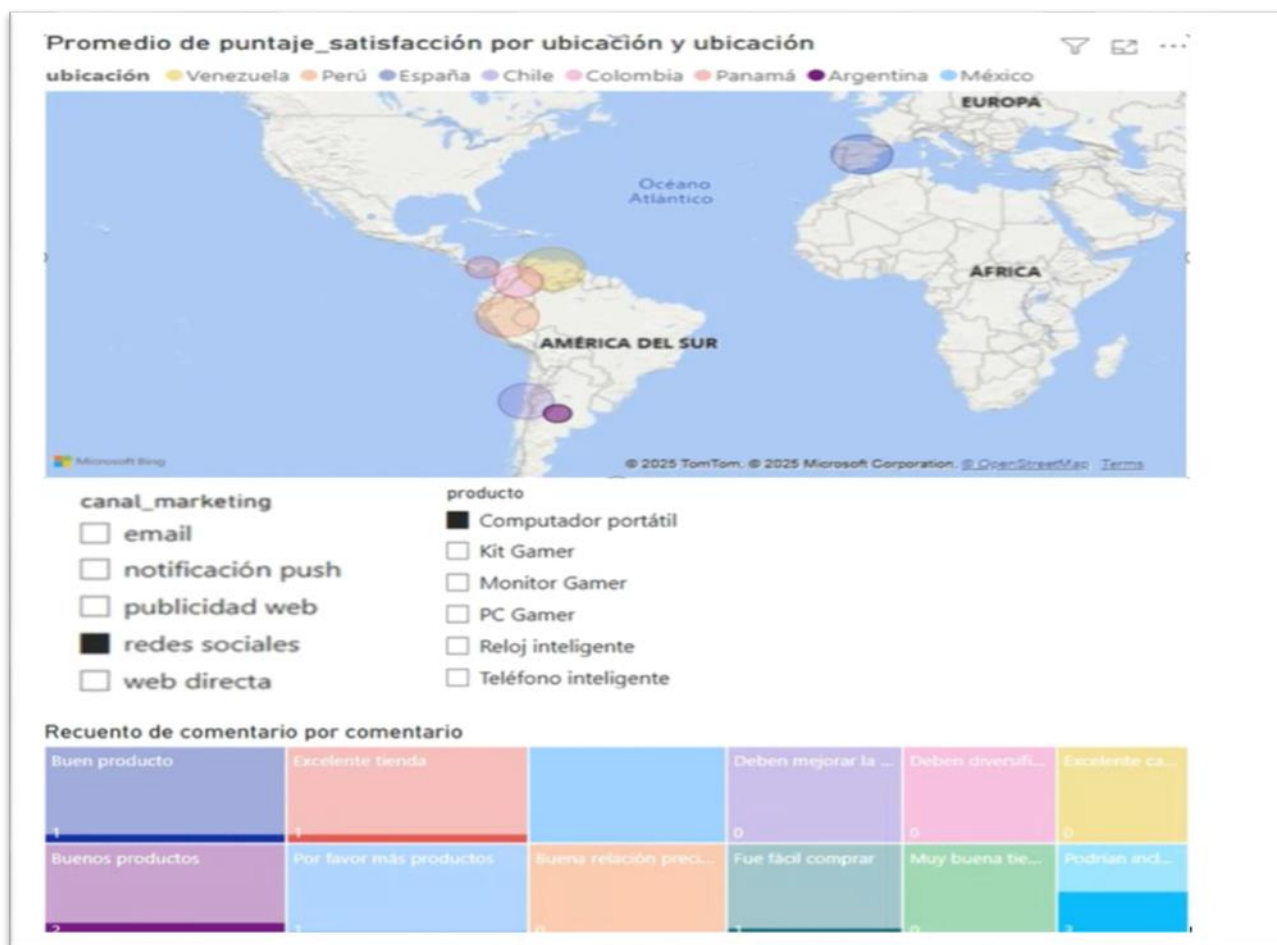 Promedio de puntaje_satisfacción por ubicación y ubicación
ubicación Venezuela Perú España Chile Colombia Panamá Argentina México
EUROPA
Océano
Atlántico
ÁFRICA
AMÉRICA DEL SUR
Microsoft Bing
© 2025 TomTom, © 2025 Microsoft Corporation, © OpenStreetMap Terms
canal_marketing
email
notificación push
publicidad web
redes sociales
web directa
producto
Computador portátil
Kit Gamer
Monitor Gamer
PC Gamer
Reloj inteligente
Teléfono inteligente
Recuento de comentario por comentario
Buen producto Excelente tienda Deben mejorar la ... Deben diversifi... Excelente ca...
1 1 0 0 0
Buenos productos Por favor más productos Buena relación preci... Fue fácil comprar Muy buena tie... Podrían incl...
2 1 0 1 0 3